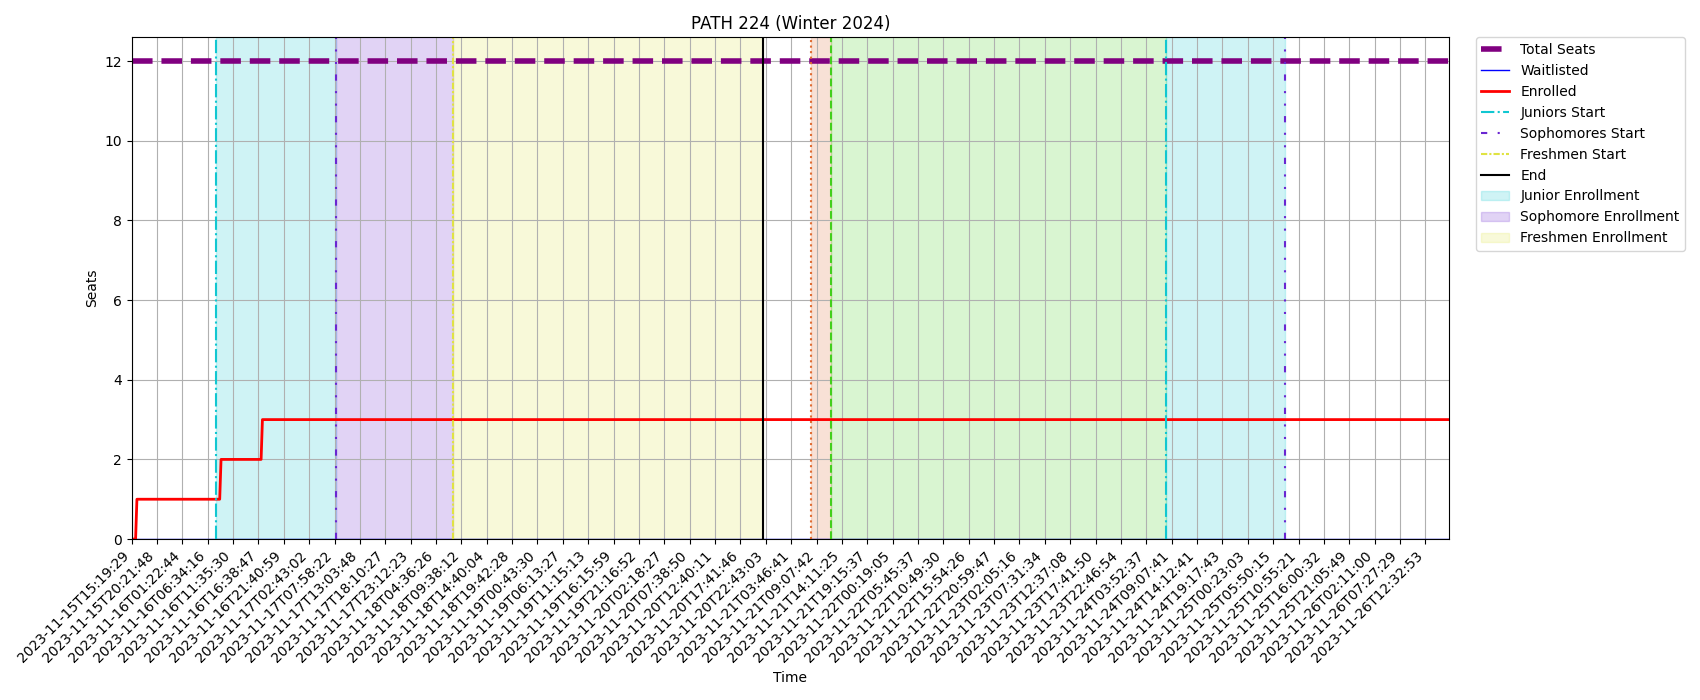 PATH 224 (Winter 2024)
Seats
12
10
8
6
4
2
0
2023-11-15T15:19:29
2023-11-15T20:21:48
2023-11-16T01:22:44
2023-11-16T06:34:16
2023-11-16T11:35:30
2023-11-16T16:38:47
2023-11-16T21:40:59
2023-11-17T02:43:02
2023-11-17T07:58:22
2023-11-17T13:03:48
2023-11-17T18:10:27
2023-11-17T23:12:23
2023-11-18T04:36:26
2023-11-18T09:38:12
2023-11-18T14:40:04
2023-11-18T19:42:28
2023-11-19T00:43:30
2023-11-19T06:13:27
2023-11-19T11:15:13
2023-11-19T16:15:59
2023-11-19T21:16:52
2023-11-20T02:18:27
2023-11-20T07:38:50
2023-11-20T12:40:11
2023-11-20T17:41:46
2023-11-20T22:43:03
2023-11-21T03:46:41
2023-11-21T09:07:42
2023-11-21T14:11:25
2023-11-21T19:15:37
2023-11-22T00:19:05
2023-11-22T05:45:37
2023-11-22T10:49:30
2023-11-22T15:54:26
2023-11-22T20:59:47
2023-11-23T02:05:16
2023-11-23T07:31:34
2023-11-23T12:37:08
2023-11-23T17:41:50
2023-11-23T22:46:54
2023-11-24T03:52:37
2023-11-24T09:07:41
2023-11-24T14:12:41
2023-11-24T19:17:43
2023-11-25T00:23:03
2023-11-25T05:50:15
2023-11-25T10:55:21
2023-11-25T16:00:32
2023-11-25T21:05:49
2023-11-26T02:11:00
2023-11-26T07:27:29
2023-11-26T12:32:53
Time
Total Seats
Waitlisted
Enrolled
Juniors Start
Sophomores Start
Freshmen Start
End
Junior Enrollment
Sophomore Enrollment
Freshmen Enrollment